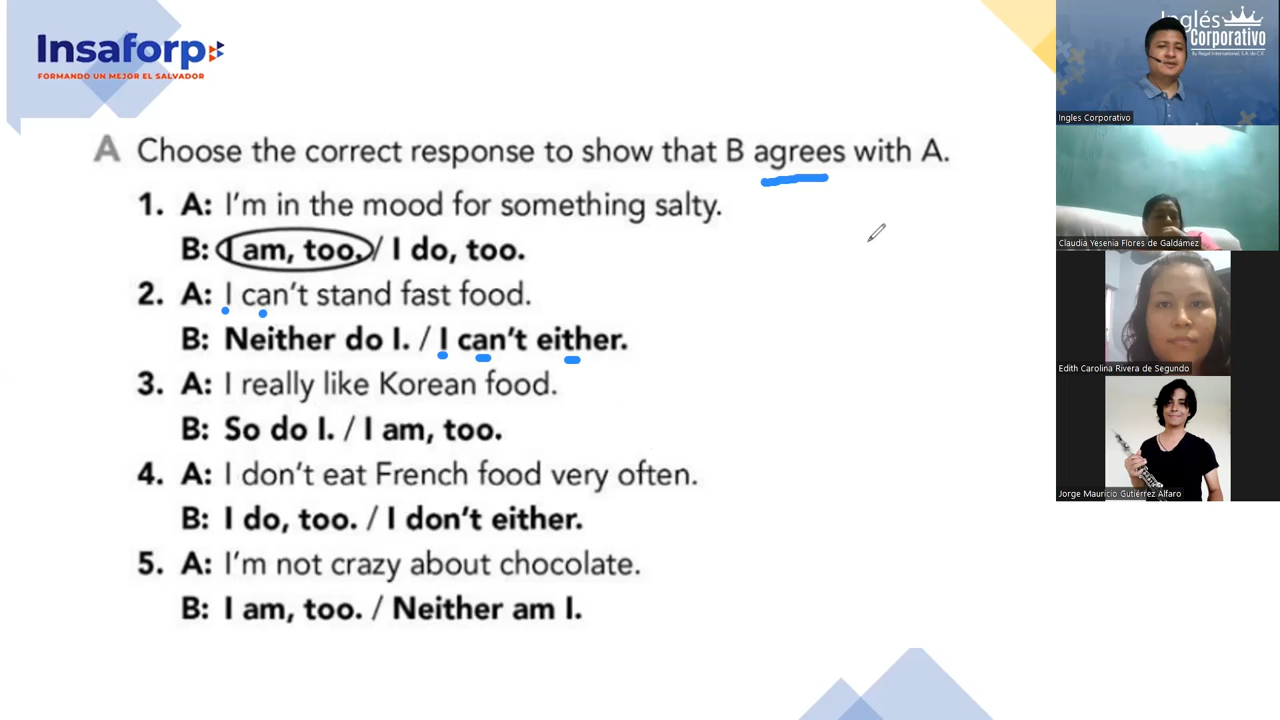 Insaforp
FORMANDO UN MEJOR EL SALVADOR
A Choose the correct response to show that B agrees with A.
1. A: I'm in the mood for something salty.
B: I am, too. / I do, too.
2. A: I can't stand fast food.
B: Neither do I. / I can't either.
3. A: I really like Korean food.
B: So do I. / I am, too.
4. A: I don't eat French food very often.
B: I do, too. / I don't either.
5. A: I'm not crazy about chocolate.
B: I am, too. / Neither am I.
Inglés
Corporativo
By Regal International, S.A. de C.V.
Ingles Corporativo
Claudia Yesenia Flores de Galdámez
Edith Carolina Rivera de Segundo
Jorge Mauricio Gutiérrez Alfaro